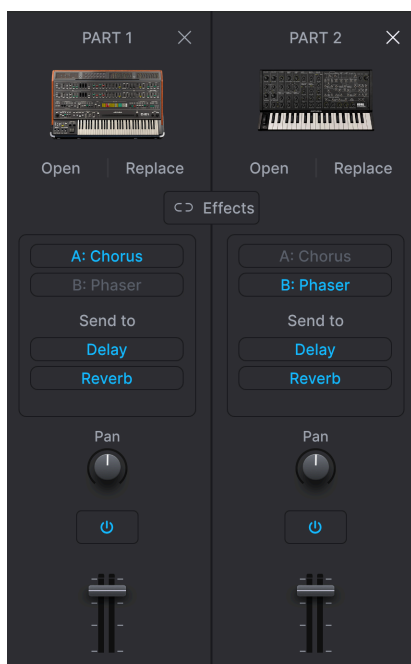 PART 1
PART 2
Open
Replace
Open
Replace
Effects
A: Chorus
B: Phaser
Send to
Delay
Reverb
A: Chorus
B: Phaser
Send to
Delay
Reverb
Pan
Pan